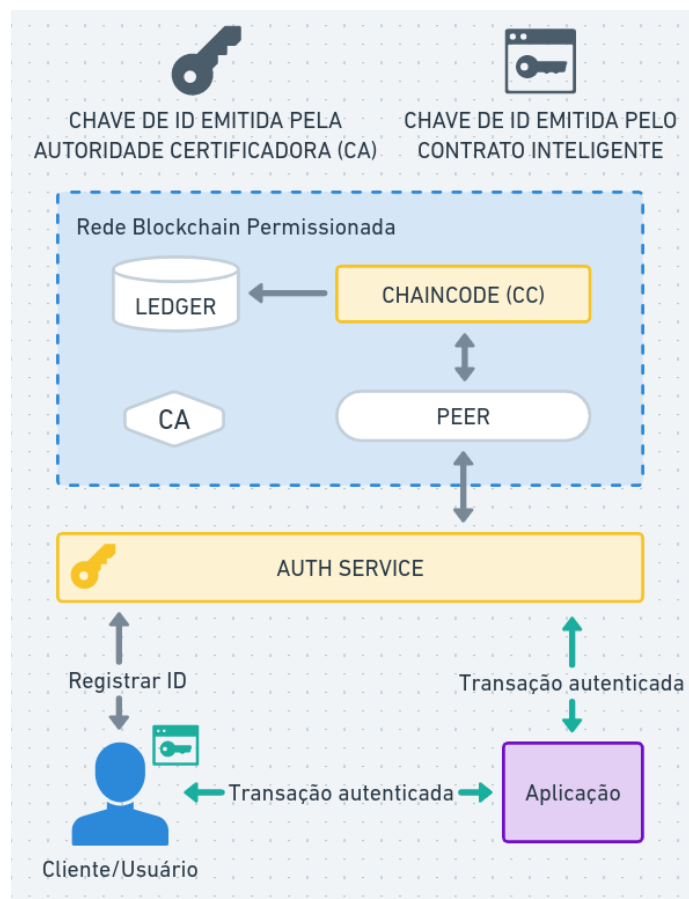 CHAVE DE ID EMITIDA PELA
AUTORIDADE CERTIFICADORA (CA)
CHAVE DE ID EMITIDA PELO
CONTRATO INTELIGENTE
Rede Blockchain Permissionada
LEDGER
CHAINCODE (CC)
CA
PEER
AUTH SERVICE
Registrar ID
Transação autenticada
Transação autenticada
Aplicação
Cliente/Usuário